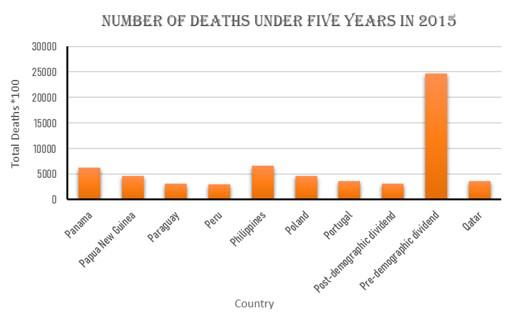 NUMBER OF DEATHS UNDER FIVE YEARS IN 2015
Total Deaths *100
30000
25000
20000
15000
10000
5000
0
Panama
Papua New Guinea
Paraguay
Peru
Philippines
Poland
Portugal
Post-demographic dividend
Pre-demographic dividend
Qatar
Country